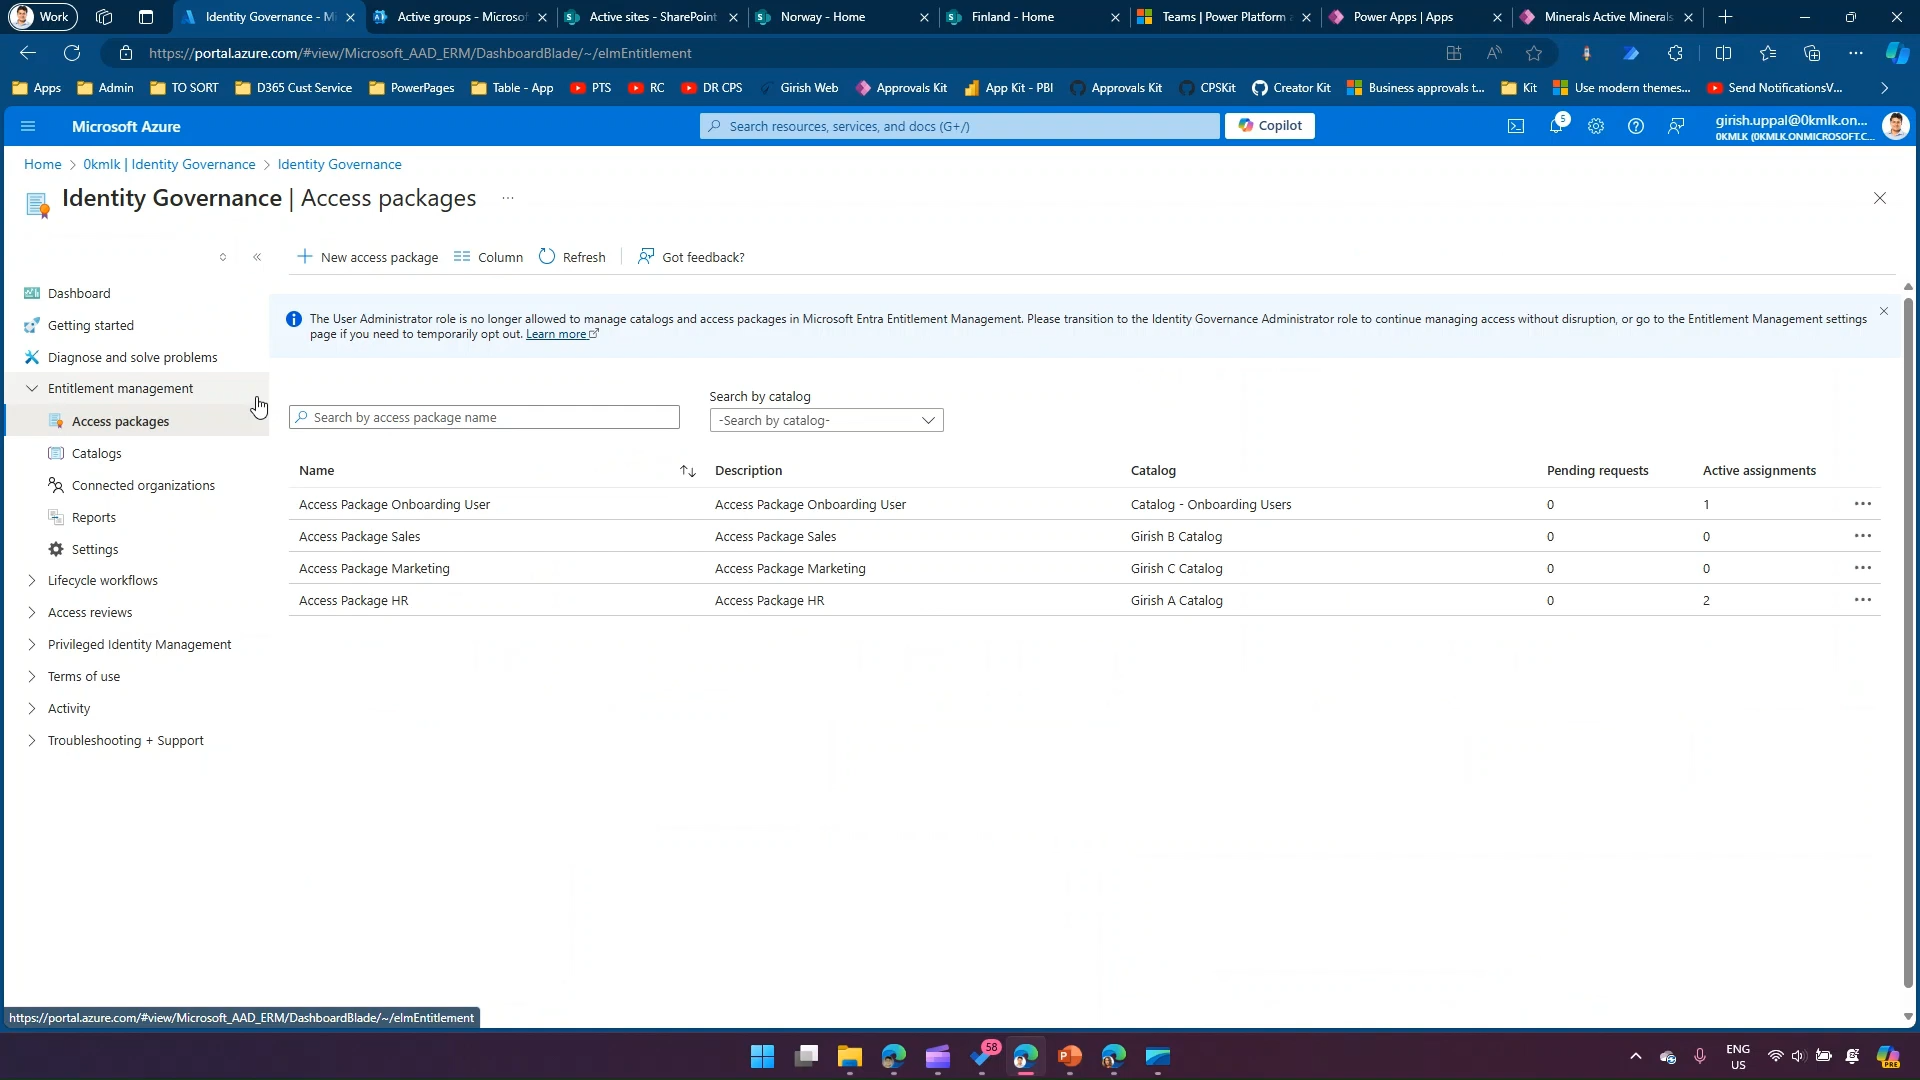 Work
Identity Governance - Mi
Active groups - Microsof
Active sites - SharePoint
Norway - Home
Finland - Home
Teams | Power Platform a
Power Apps | Apps
Minerals Active Minerals
https://portal.azure.com/#view/Microsoft_AAD_ERM/DashboardBlade/~/elmEntitlement
Apps
Admin
TO SORT
D365 Cust Service
PowerPages
Table - App
PTS
RC
DR CPS
Girish Web
Approvals Kit
App Kit - PBI
Approvals Kit
CPSKit
Creator Kit
Business approvals t...
Kit
Use modern themes...
Send NotificationsV...
Microsoft Azure
Search resources, services, and docs (G+/)
Copilot
5
girish.uppal@0kmlk.on...
0KMLK (0KMLK.ONMICROSOFT.C...
Home > 0kmlk | Identity Governance > Identity Governance
Identity Governance | Access packages ...
New access package
Column
Refresh
Got feedback?
Dashboard
Getting started
Diagnose and solve problems
Entitlement management
Access packages
Catalogs
Connected organizations
Reports
Settings
Lifecycle workflows
Access reviews
Privileged Identity Management
Terms of use
Activity
Troubleshooting + Support
The User Administrator role is no longer allowed to manage catalogs and access packages in Microsoft Entra Entitlement Management. Please transition to the Identity Governance Administrator role to continue managing access without disruption, or go to the Entitlement Management settings
page if you need to temporarily opt out. Learn more
Search by catalog
Search by access package name
-Search by catalog-
Name Description Catalog Pending requests Active assignments
Access Package Onboarding User Access Package Onboarding User Catalog - Onboarding Users 0 1
Access Package Sales Access Package Sales Girish B Catalog 0 0
Access Package Marketing Access Package Marketing Girish C Catalog 0 0
Access Package HR Access Package HR Girish A Catalog 0 2
https://portal.azure.com/#view/Microsoft_AAD_ERM/DashboardBlade/~/elmEntitlement
58
ENG
US
PRE